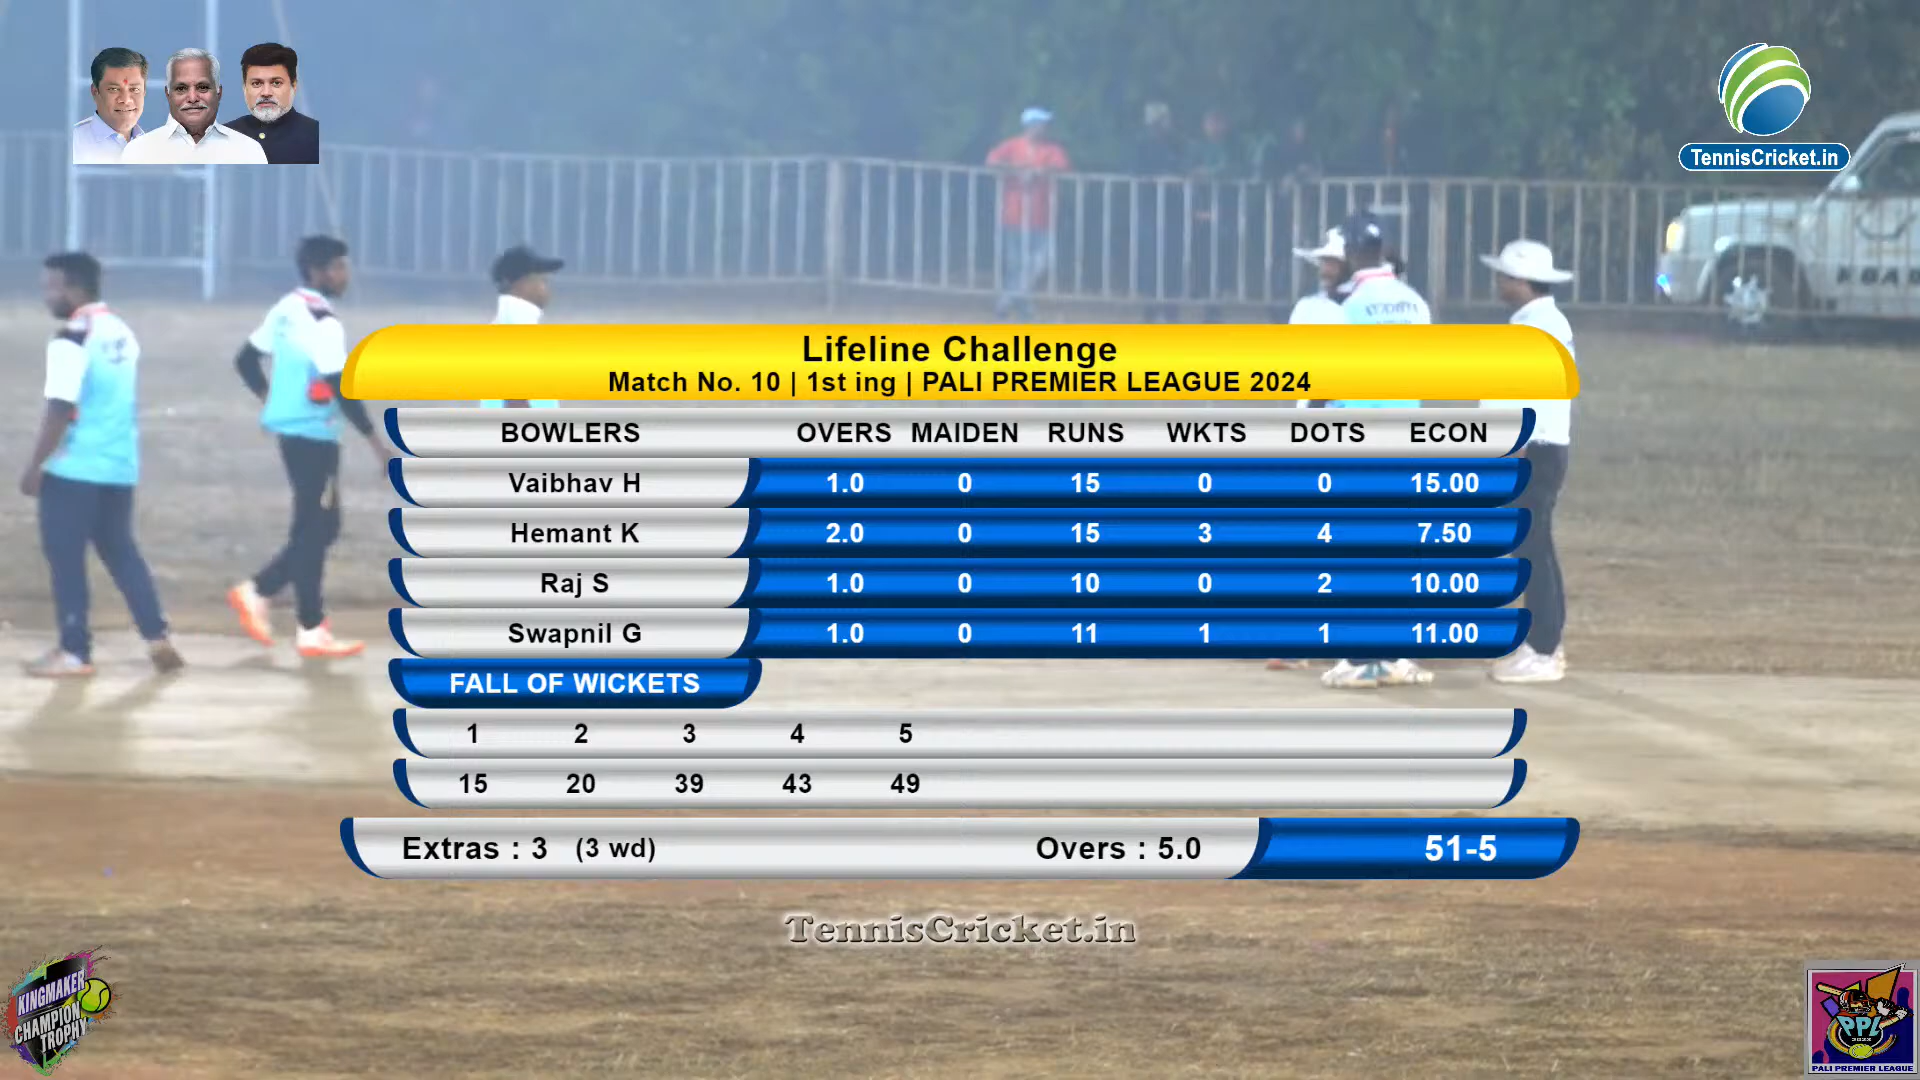 TennisCricket.in
Lifeline Challenge
Match No. 10 | 1st ing | PALI PREMIER LEAGUE 2024
BOWLERS OVERS MAIDEN RUNS WKTS DOTS ECON
Vaibhav H 1.0 0 15 0 0 15.00
Hemant K 2.0 0 15 3 4 7.50
Raj S 1.0 0 10 0 2 10.00
Swapnil G 1.0 0 11 1 1 11.00
FALL OF WICKETS
1 2 3 4 5
15 20 39 43 49
Extras : 3 (3 wd) Overs : 5.0 51-5
TennisCricket.in
KINGMAKER
CHAMPION
TROPHY
PPL
PALI PREMIER LEAGUE